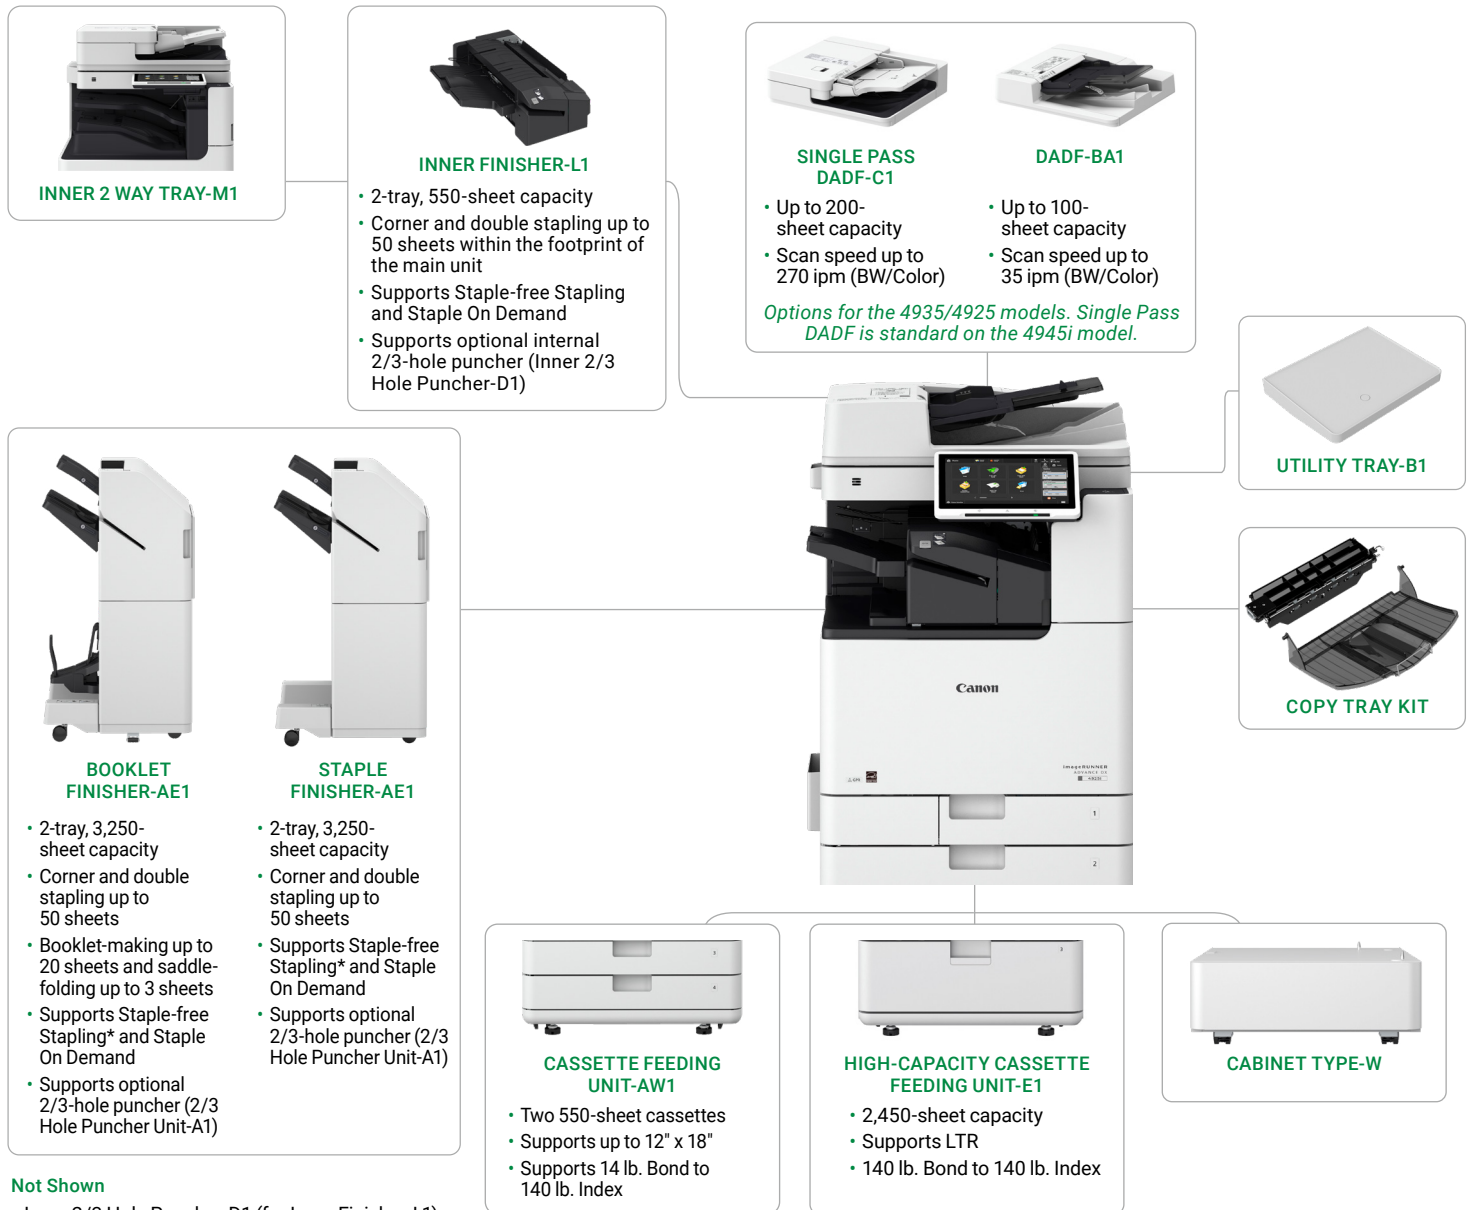 INNER 2 WAY TRAY-M1
INNER FINISHER-L1
• 2-tray, 550-sheet capacity
• Corner and double stapling up to
50 sheets within the footprint of
the main unit
• Supports Staple-free Stapling
and Staple On Demand
• Supports optional internal
2/3-hole puncher (Inner 2/3
Hole Puncher-D1)
SINGLE PASS
DADF-C1
• Up to 200-
sheet capacity
• Scan speed up to
270 ipm (BW/Color)
DADF-BA1
• Up to 100-
sheet capacity
• Scan speed up to
35 ipm (BW/Color)
Options for the 4935/4925 models. Single Pass
DADF is standard on the 4945i model.
UTILITY TRAY-B1
COPY TRAY KIT
BOOKLET
FINISHER-AE1
• 2-tray, 3,250-
sheet capacity
• Corner and double
stapling up to
50 sheets
• Booklet-making up to
20 sheets and saddle-
folding up to 3 sheets
• Supports Staple-free
Stapling* and Staple
On Demand
• Supports optional
2/3-hole puncher (2/3
Hole Puncher Unit-A1)
STAPLE
FINISHER-AE1
• 2-tray, 3,250-
sheet capacity
• Corner and double
stapling up to
50 sheets
• Supports Staple-free
Stapling* and Staple
On Demand
• Supports optional
2/3-hole puncher (2/3
Hole Puncher Unit-A1)
Canon
imageRUNNER
ADVANCE DX
1
2
3
4
CASSETTE FEEDING
UNIT-AW1
• Two 550-sheet cassettes
• Supports up to 12" x 18"
• Supports 14 lb. Bond to
140 lb. Index
3
HIGH-CAPACITY CASSETTE
FEEDING UNIT-E1
• 2,450-sheet capacity
• Supports LTR
• 140 lb. Bond to 140 lb. Index
CABINET TYPE-W
Not Shown